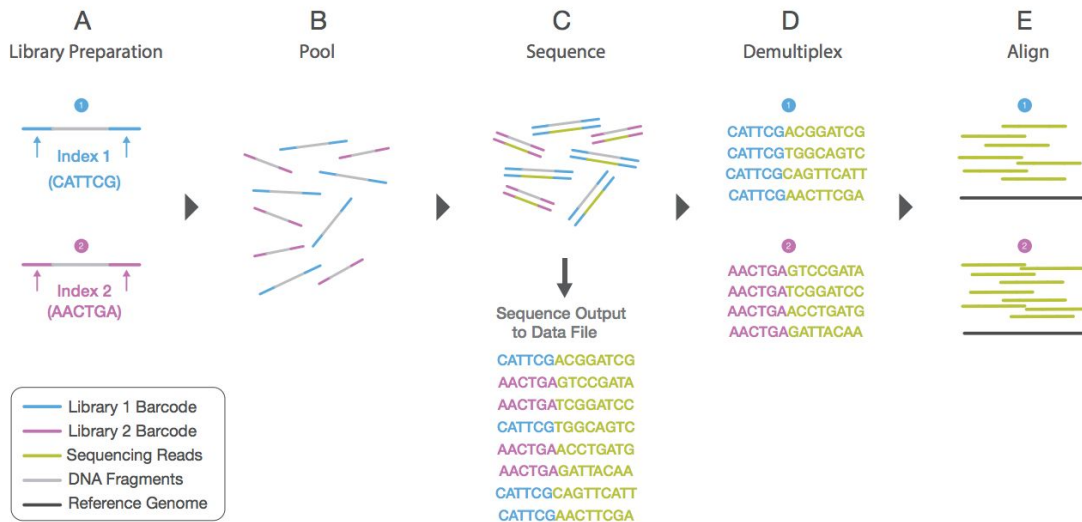 A
Library Preparation
1
Index 1
(CATTCG)
2
Index 2
(AACTGA)
Library 1 Barcode
Library 2 Barcode
Sequencing Reads
DNA Fragments
Reference Genome
B
Pool
C
Sequence
Sequence Output
to Data File
CATTCGACGGATCG
AACTGAGTCCGATA
AACTGATCGGATCC
CATTCGTGGCAGTC
AACTGAACCTGATG
AACTGAGATTACAA
CATTCGCAGTTCATT
CATTCGAACTTCGA
D
Demultiplex
1
CATTCGACGGATCG
CATTCGTGGCAGTC
CATTCGCAGTTCATT
CATTCGAACTTCGA
2
AACTGAGTCCGATA
AACTGATCGGATCC
AACTGAACCTGATG
AACTGAGATTACAA
E
Align
1
2